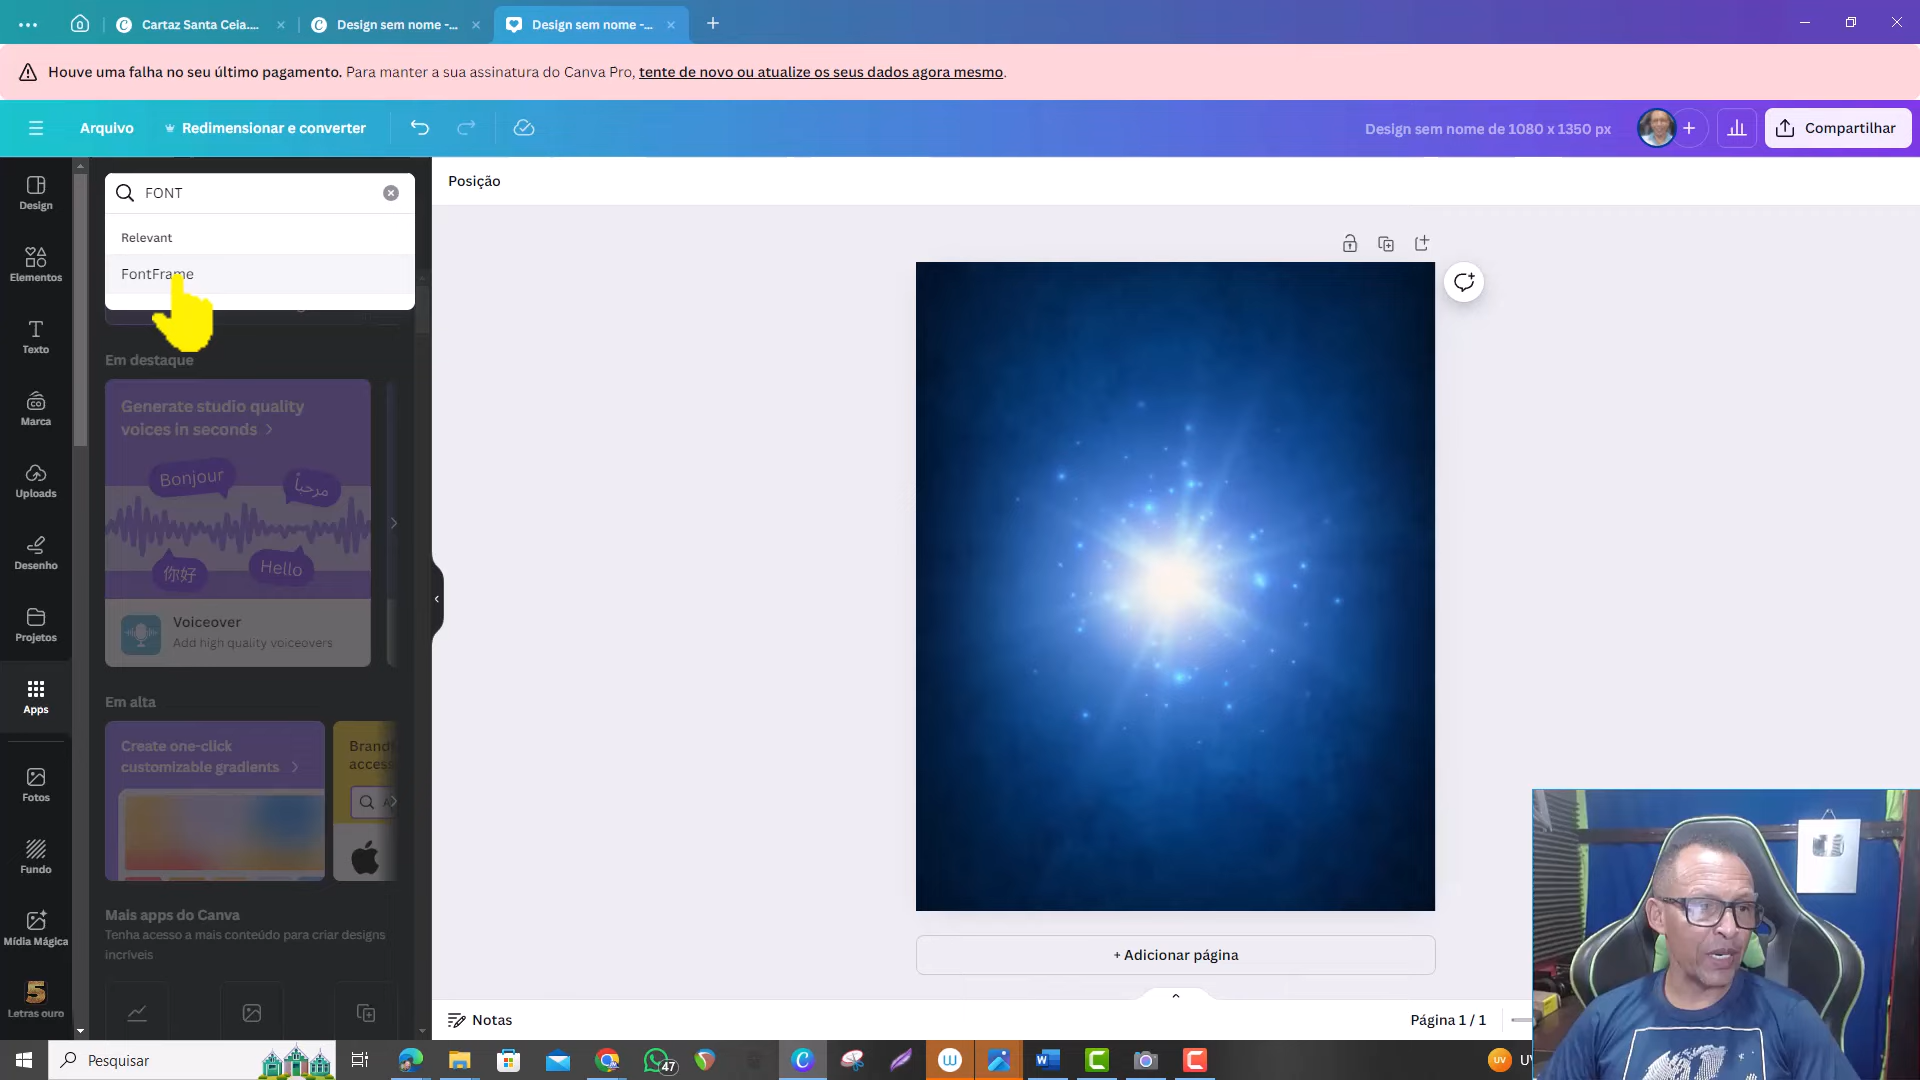 Cartaz Santa Ceia....
Design sem nome -...
Design sem nome -...
Houve uma falha no seu último pagamento. Para manter a sua assinatura do Canva Pro, tente de novo ou atualize os seus dados agora mesmo.
Arquivo
Redimensionar e converter
Design sem nome de 1080 x 1350 px
Compartilhar
Design
Elementos
Texto
Marca
Uploads
Desenho
Projetos
Apps
Fotos
Fundo
Mídia Mágica
Letras ouro
FONT
Relevant
FontFrame
Em destaque
Generate studio quality
voices in seconds
Bonjour
مرحباً
你好
Hello
Voiceover
Add high quality voiceovers
Em alta
Create one-click
customizable gradients
Mais apps do Canva
Tenha acesso a mais conteúdo para criar designs
incríveis
Posição
+ Adicionar página
Notas
Página 1 / 1
Pesquisar
47
UV